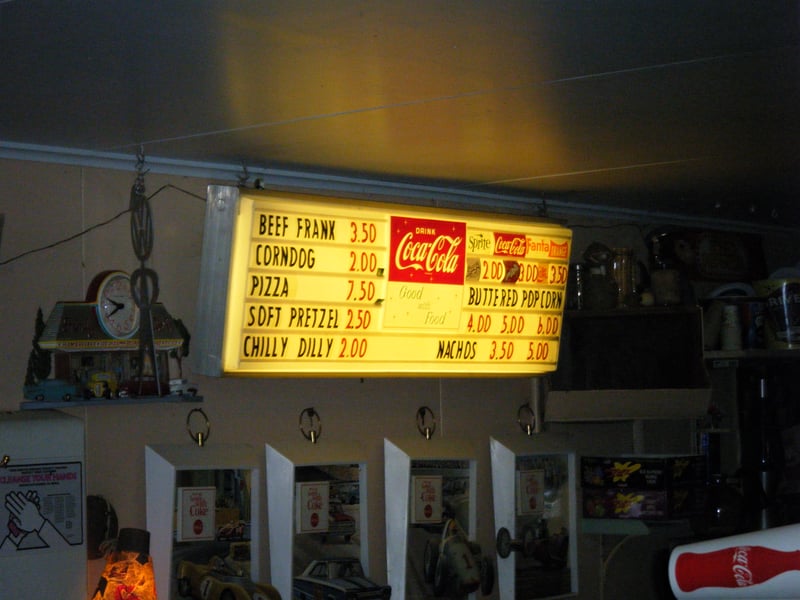 BEEF FRANK 3.50
CORNDOG 2.00
PIZZA 7.50
SOFT PRETZEL 2.50
CHILLY DILLY 2.00
DRINK
Coca-Cola
Good
with
Food
Sprite Coca-Cola Fanta
2.00 3.00 3.50
BUTTERED POPCORN
4.00 5.00 6.00
NACHOS 3.50 5.00
CLEANSE YOUR HANDS
Coke
Coke
Coca-Cola